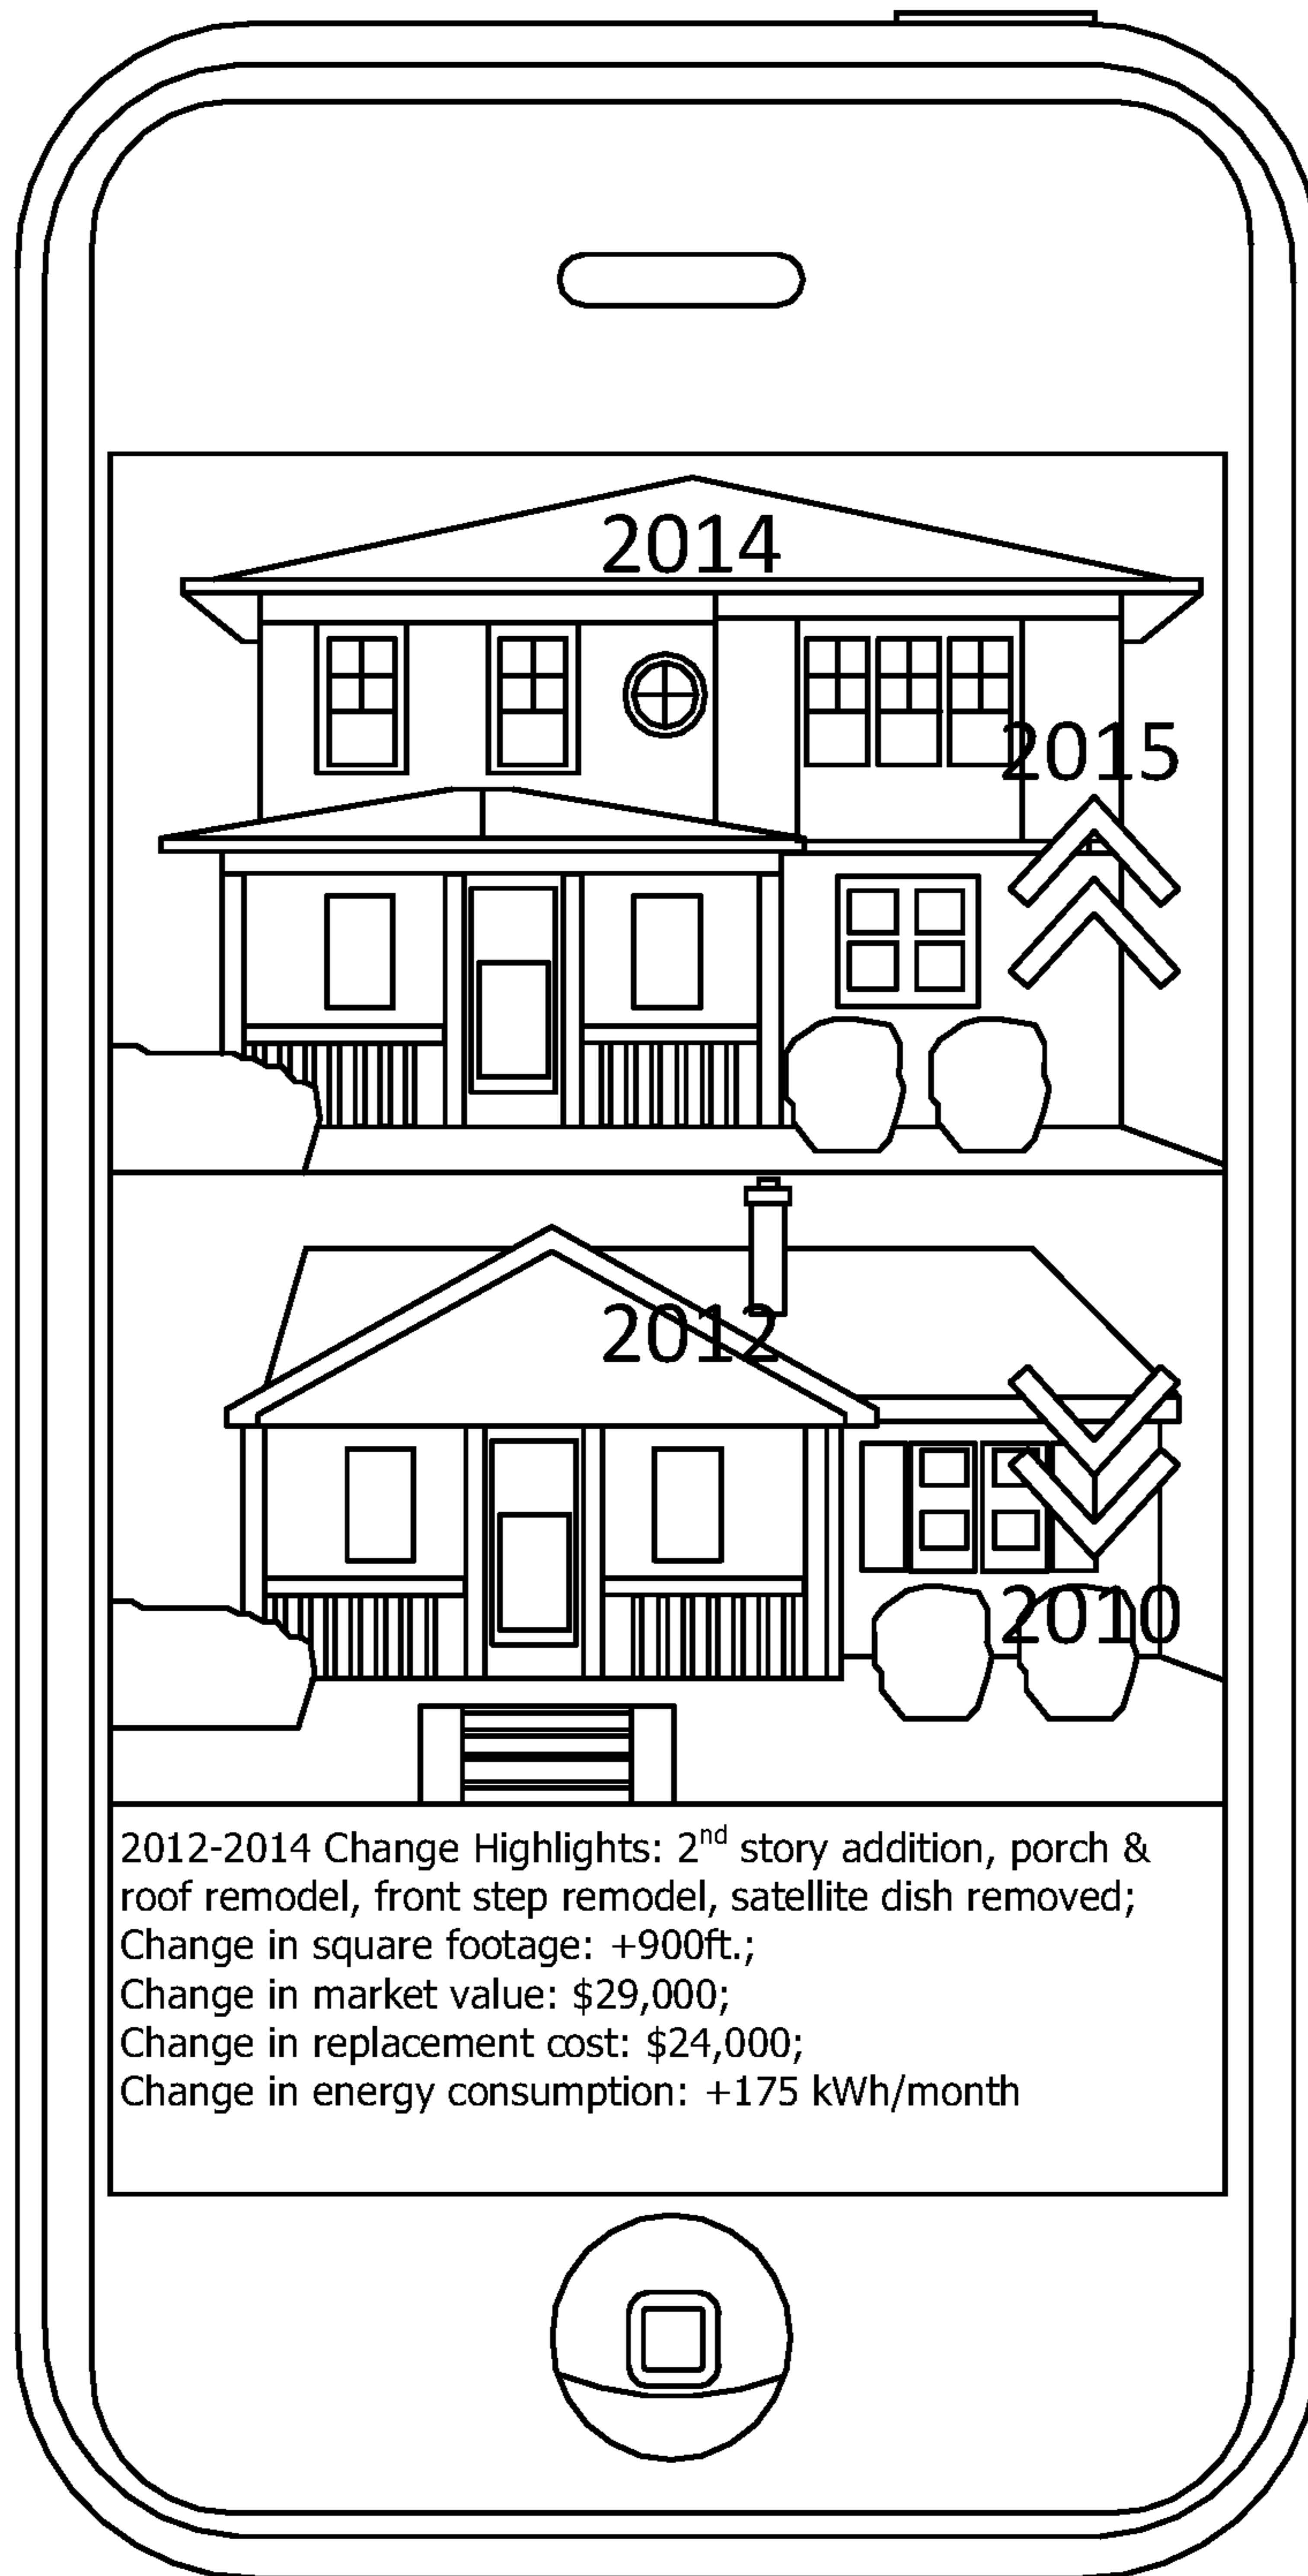 2014
2015
2012
2010
2012-2014 Change Highlights: 2nd story addition, porch &
roof remodel, front step remodel, satellite dish removed;
Change in square footage: +900ft.;
Change in market value: $29,000;
Change in replacement cost: $24,000;
Change in energy consumption: +175 kWh/month